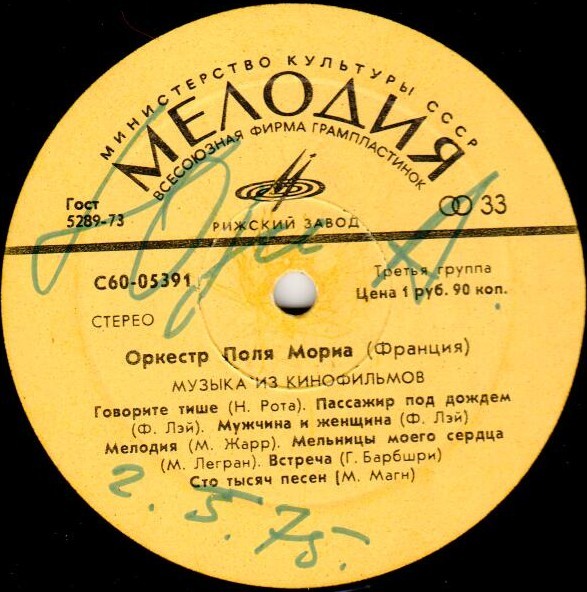 МИНИСТЕРСТВО КУЛЬТУРЫ СССР
МЕЛОДИЯ
ВСЕСОЮЗНАЯ ФИРМА ГРАМПЛАСТИНОК
Гост
5289-73
33
РИЖСКИЙ ЗАВОД
С60-05391
Третья группа
Цена 1 руб. 90 коп.
СТЕРЕО
Оркестр Поля Мориа (Франция)
МУЗЫКА ИЗ КИНОФИЛЬМОВ
Говорите тише (Н. Рота). Пассажир под дождем
(Ф. Лэй). Мужчина и женщина (Ф. Лэй)
Мелодия (М. Жарр). Мельницы моего сердца
(М. Легран). Встреча (Г. Барбшри)
Сто тысяч песен [М. Магн)
2.5.75.